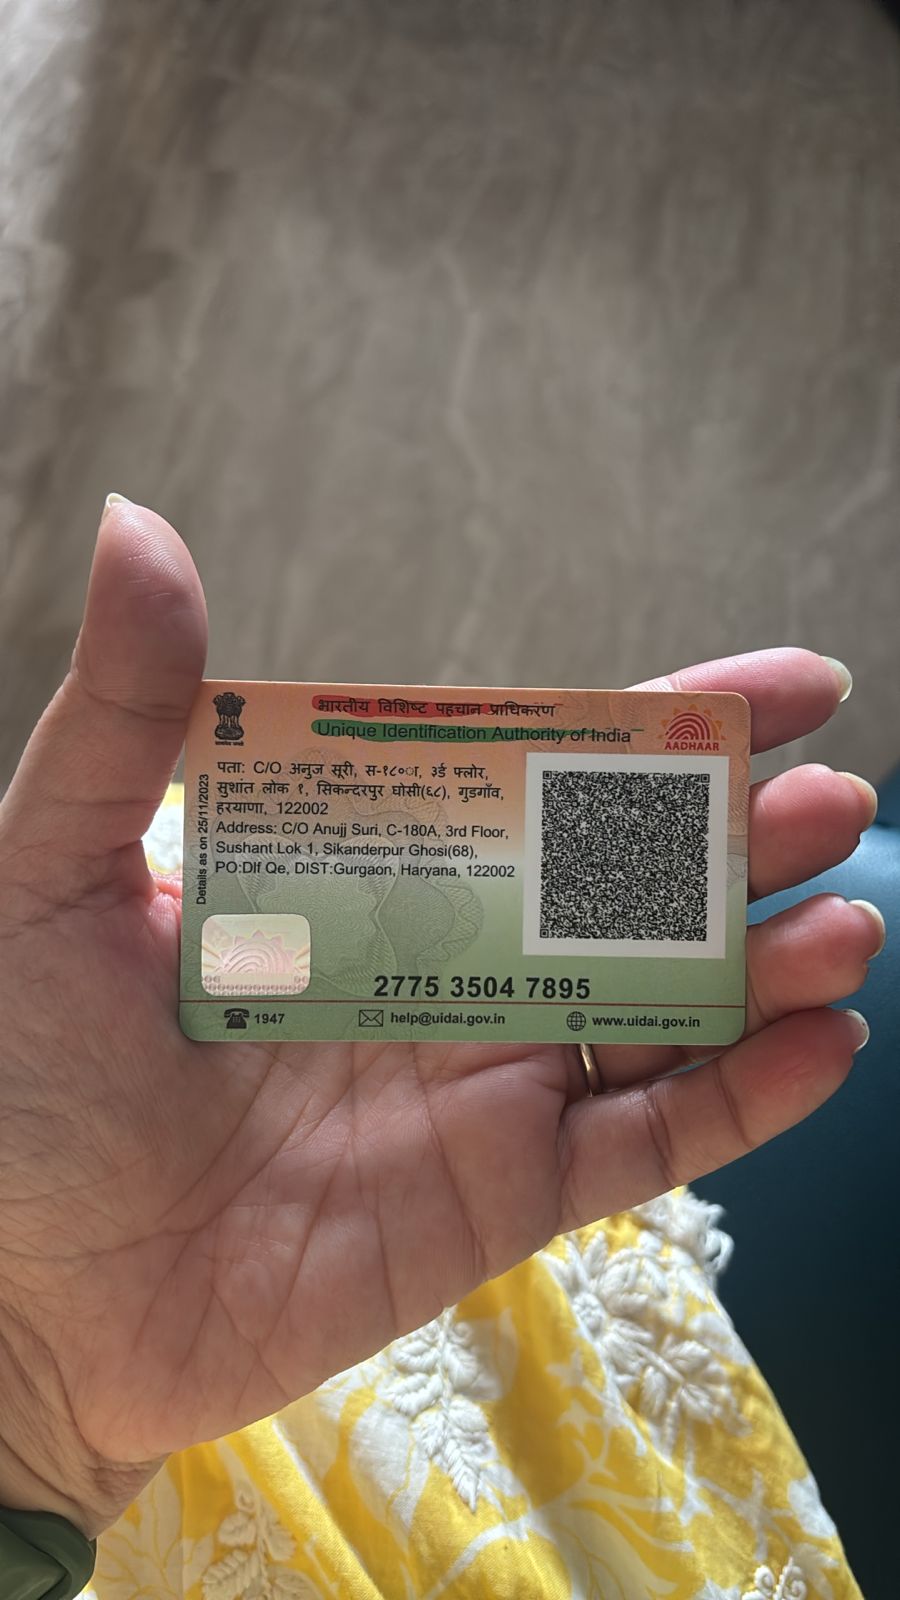 भारतीय विशिष्ट पहचान प्राधिकरण
Unique Identification Authority of India
AADHAAR
पता: C/O अनुज सूरी, स-१८०ा, ३र्ड फ्लोर,
सुशांत लोक १, सिकन्दरपुर घोसी(६८), गुडगाँव,
हरयाणा, 122002
Address: C/O Anujj Suri, C-180A, 3rd Floor,
Sushant Lok 1, Sikanderpur Ghosi(68),
PO:Dlf Qe, DIST:Gurgaon, Haryana, 122002
Details as on 25/11/2023
2775 3504 7895
1947
help@uidai.gov.in
www.uidai.gov.in